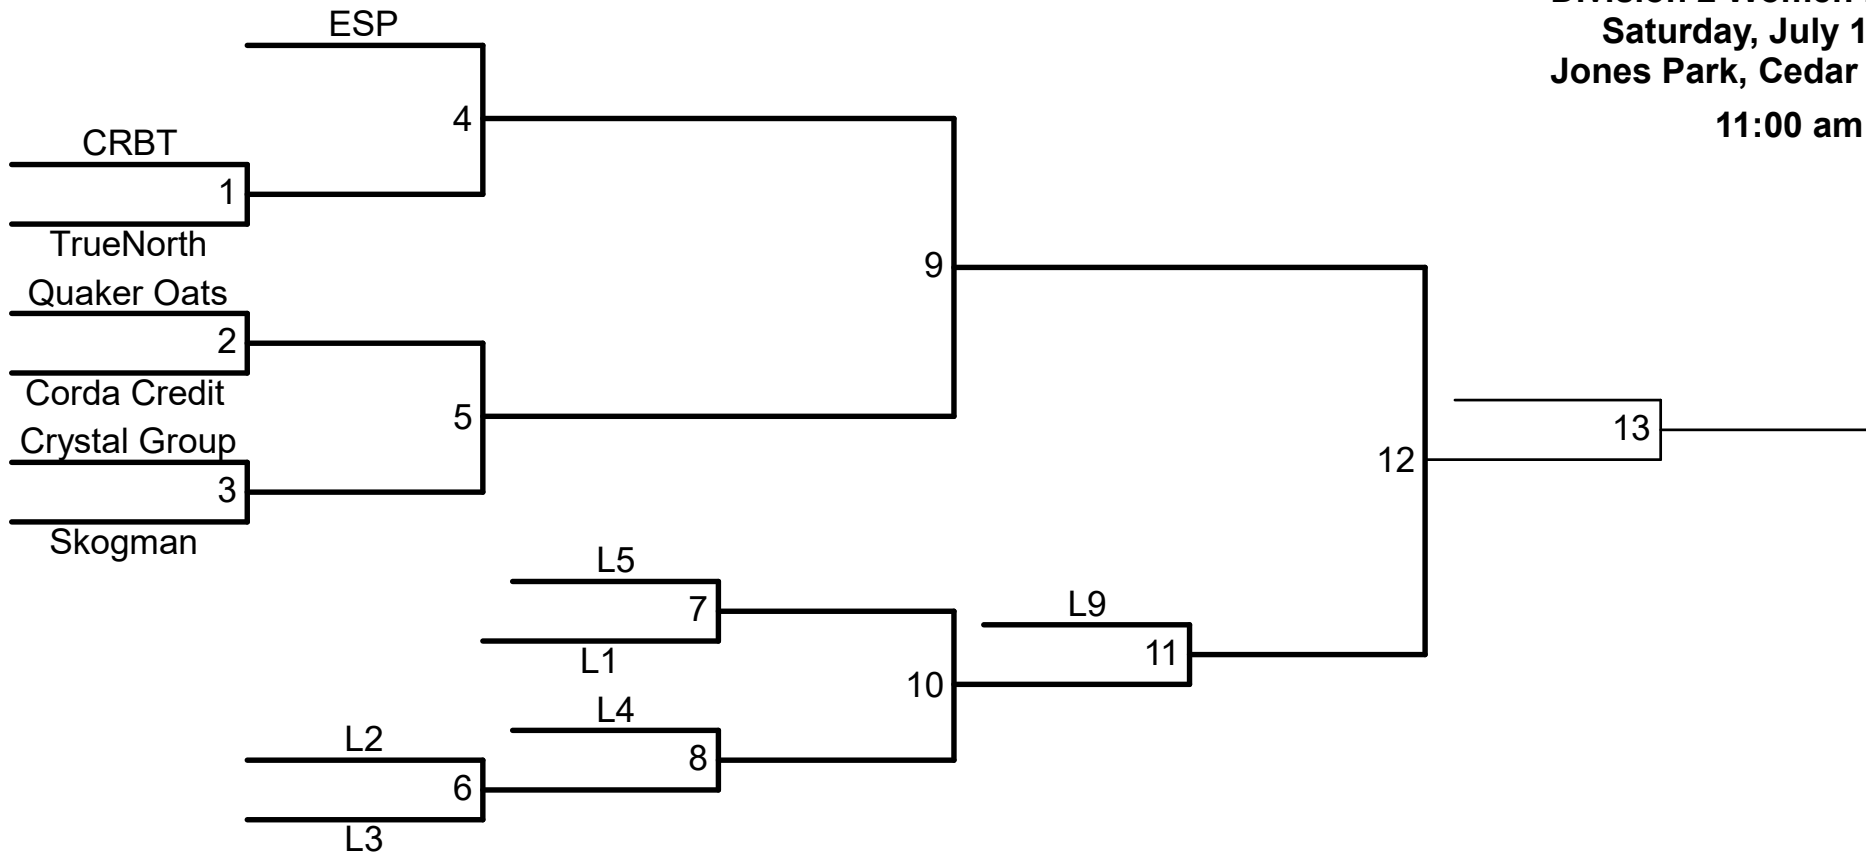 ESP
Saturday, July 1
Jones Park, Cedar
11:00 am
4
CRBT
1
TrueNorth
Quaker Oats
2
Corda Credit
5
Crystal Group
3
Skogman
9
13
12
L5
7
L1
L9
11
10
L4
8
L2
6
L3